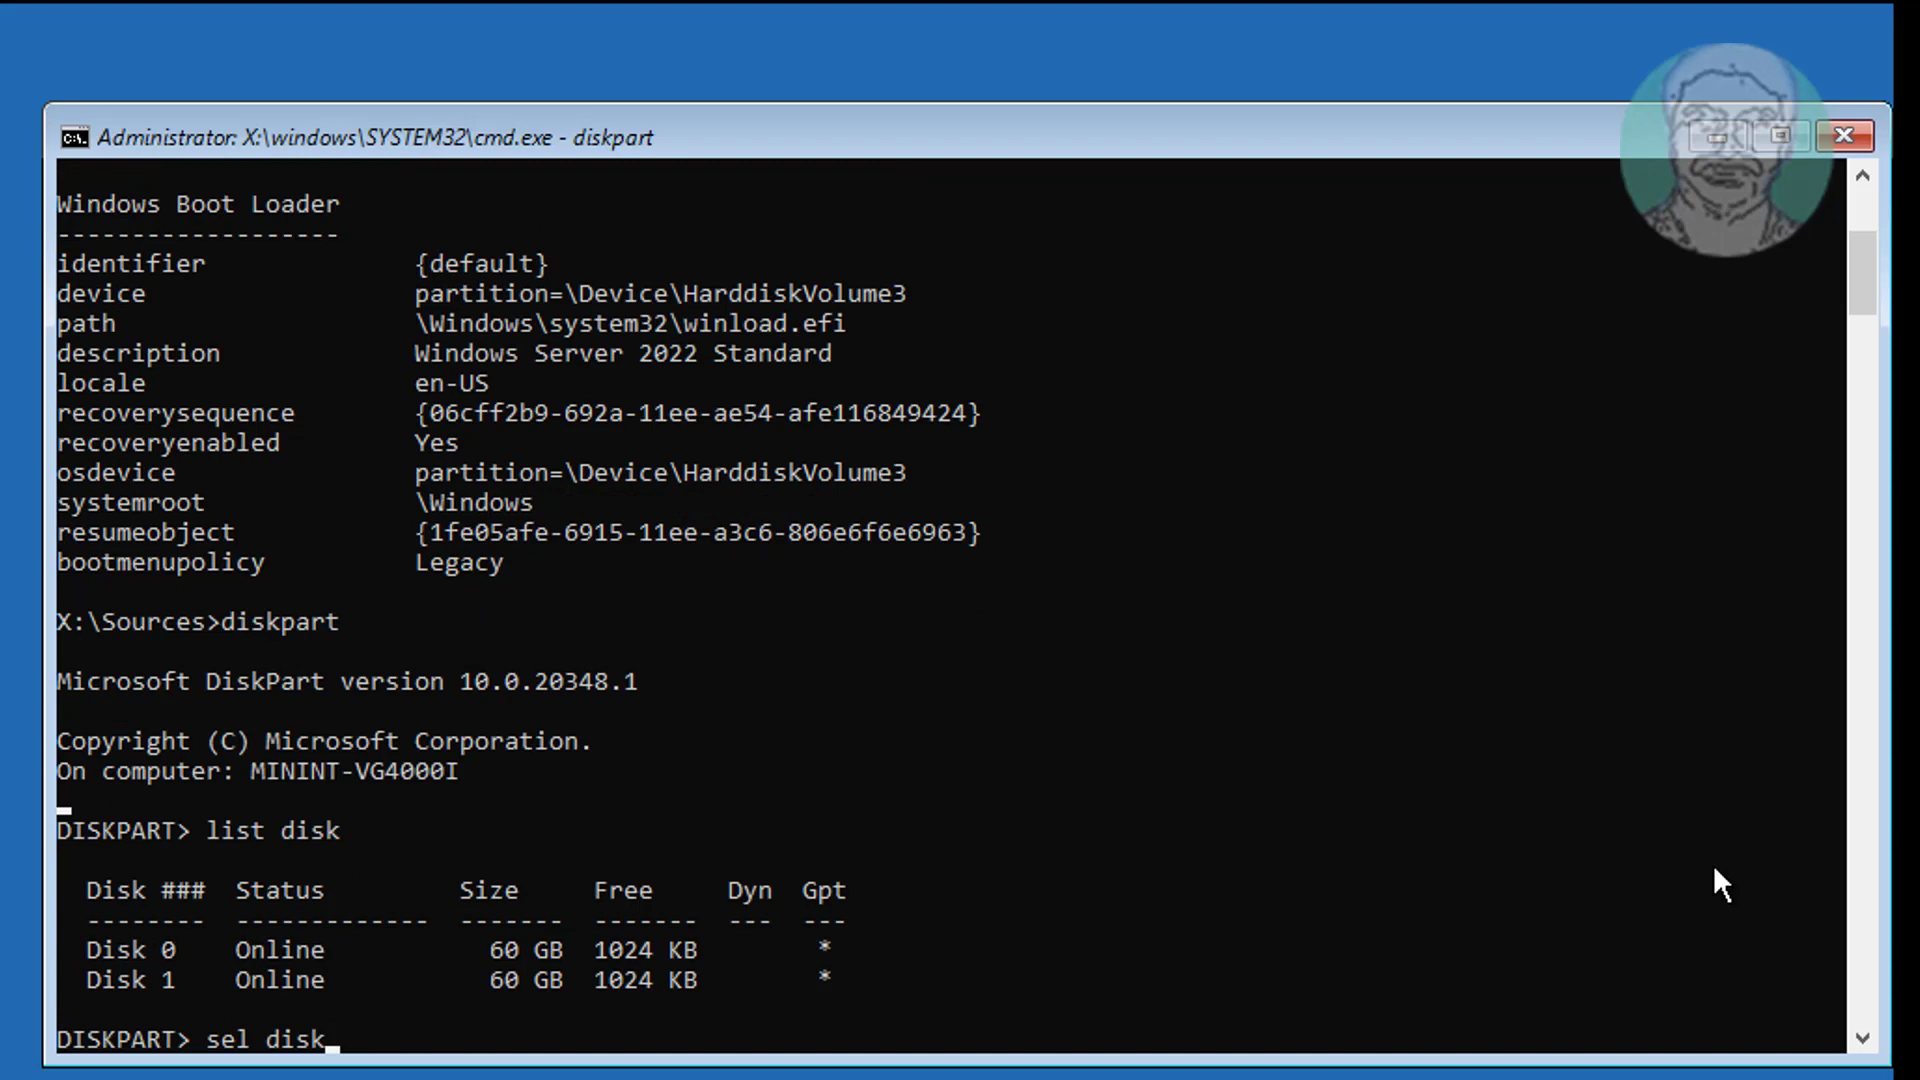 Administrator: X:\windows\SYSTEM32\cmd.exe - diskpart
Windows Boot Loader
-------------------
identifier              {default}
device                  partition=\Device\HarddiskVolume3
path                    \Windows\system32\winload.efi
description             Windows Server 2022 Standard
locale                  en-US
recoverysequence        {06cff2b9-692a-11ee-ae54-afe116849424}
recoveryenabled         Yes
osdevice                partition=\Device\HarddiskVolume3
systemroot              \Windows
resumeobject            {1fe05afe-6915-11ee-a3c6-806e6f6e6963}
bootmenupolicy          Legacy
X:\Sources>diskpart
Microsoft DiskPart version 10.0.20348.1
Copyright (C) Microsoft Corporation.
On computer: MININT-VG4000I
DISKPART> list disk
  Disk ###  Status         Size     Free     Dyn  Gpt
  --------  -------------  -------  -------  ---  ---
  Disk 0    Online           60 GB  1024 KB        *
  Disk 1    Online           60 GB  1024 KB        *
DISKPART> sel disk